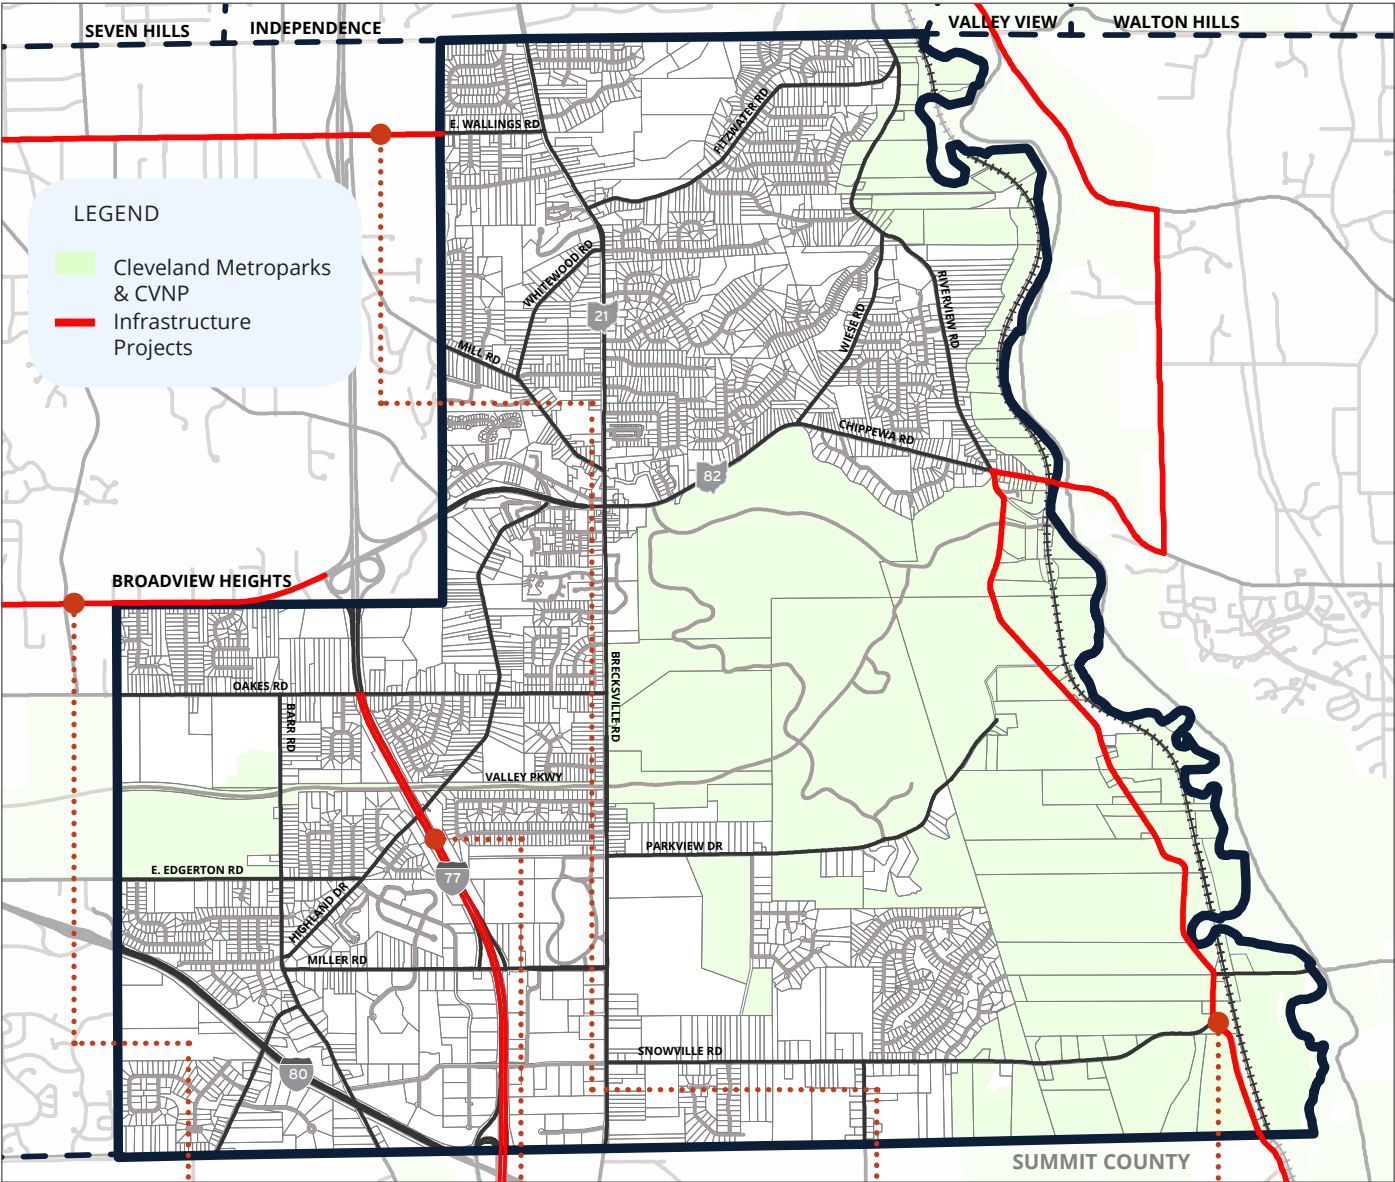 SEVEN HILLS
INDEPENDENCE
VALLEY VIEW
WALTON HILLS
E. WALLINGS RD
FITZWATER RD
LEGEND
Cleveland Metroparks
& CVNP
Infrastructure
Projects
WHITEWOOD RD
21
MILL RD
WIESE RD
RIVERVIEW RD
CHIPPEWA RD
82
BROADVIEW HEIGHTS
OAKES RD
BARR RD
BRECKSVILLE RD
VALLEY PKWY
PARKVIEW DR
E. EDGERTON RD
77
HIGHLAND DR
MILLER RD
SNOWVILLE RD
80
SUMMIT COUNTY